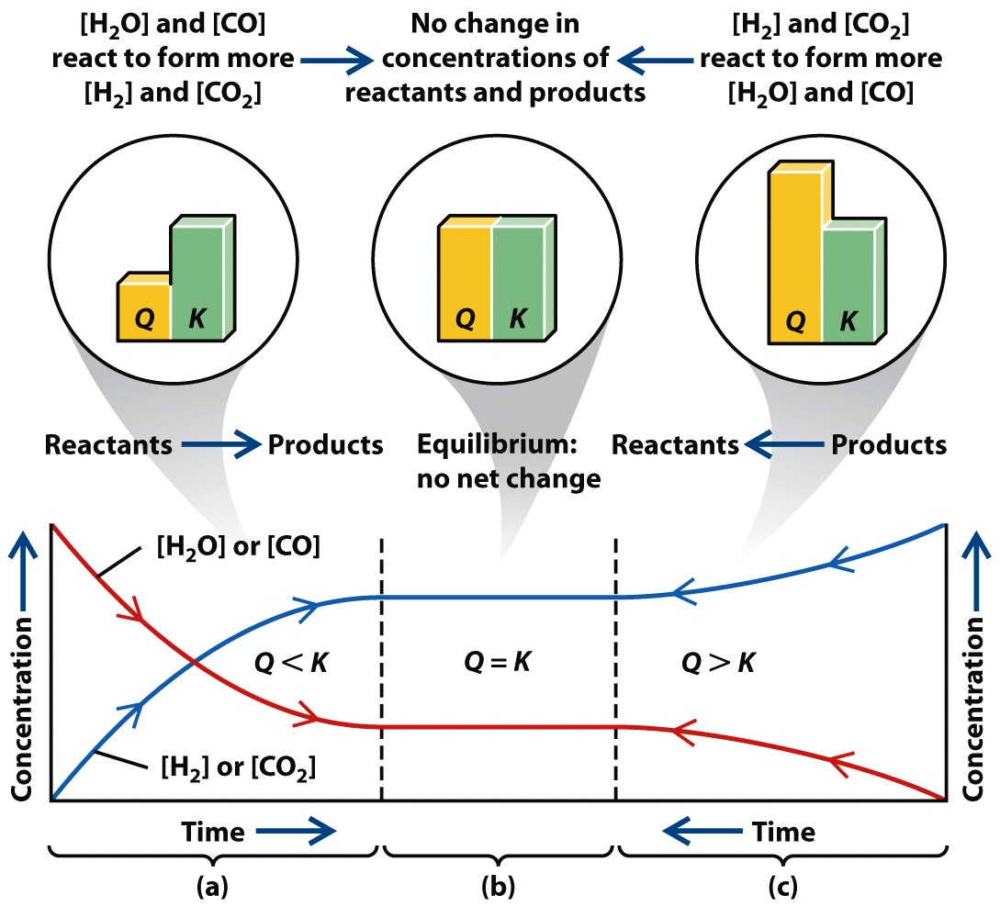 [H₂O] and [CO]
react to form more
[H₂] and [CO₂]
No change in
concentrations of
reactants and products
[H₂] and [CO₂]
react to form more
[H₂O] and [CO]
Q K
Q K
Q K
Reactants → Products
Equilibrium:
no net change
Reactants ← Products
[H₂O] or [CO]
Q < K
Q = K
Q > K
[H₂] or [CO₂]
Concentration
Concentration
Time
Time
(a)
(b)
(c)